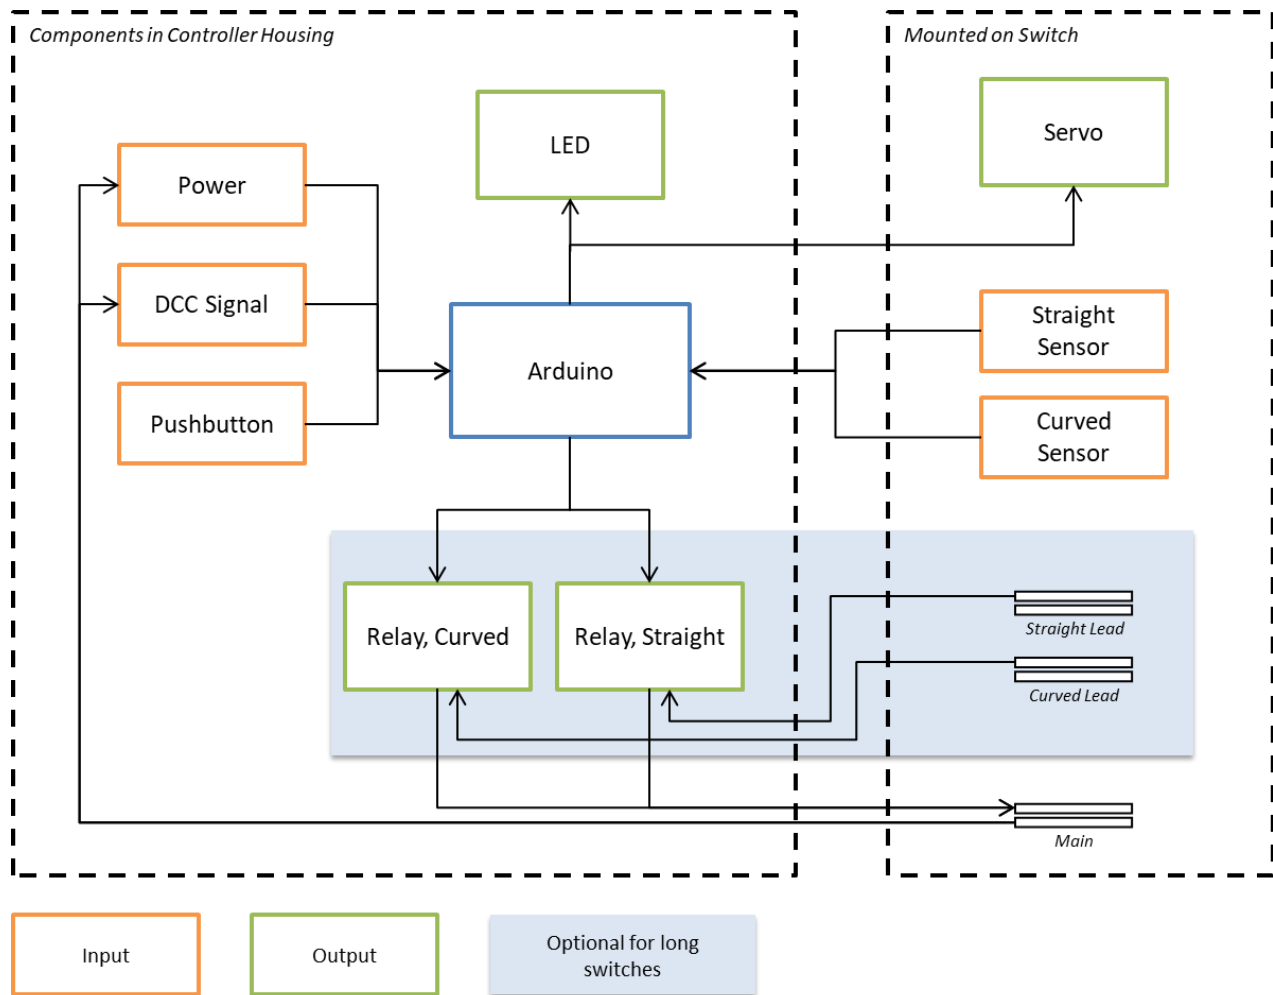 Components in Controller Housing
Mounted on Switch
LED
Servo
Power
DCC Signal
Pushbutton
Arduino
Straight
Sensor
Curved
Sensor
Relay, Curved
Relay, Straight
Straight Lead
Curved Lead
Main
Input
Output
Optional for long
switches